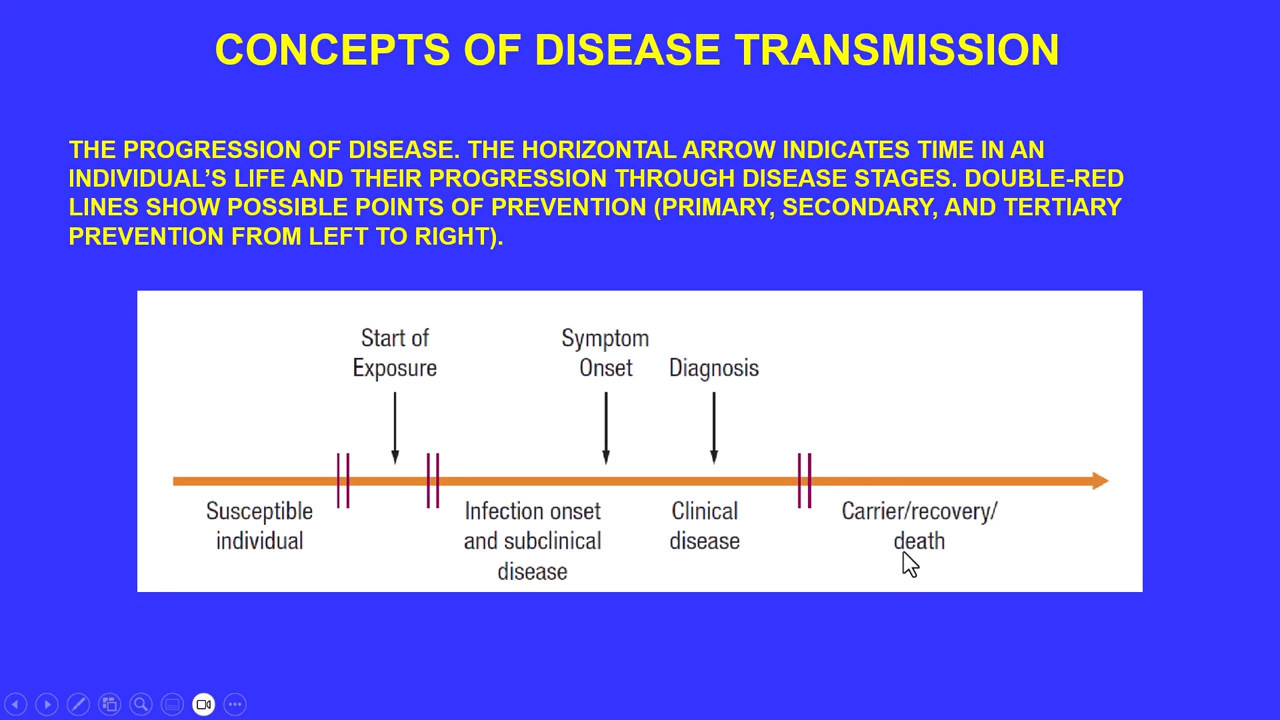 CONCEPTS OF DISEASE TRANSMISSION
THE PROGRESSION OF DISEASE. THE HORIZONTAL ARROW INDICATES TIME IN AN
INDIVIDUAL’S LIFE AND THEIR PROGRESSION THROUGH DISEASE STAGES. DOUBLE-RED
LINES SHOW POSSIBLE POINTS OF PREVENTION (PRIMARY, SECONDARY, AND TERTIARY
PREVENTION FROM LEFT TO RIGHT).
Start of
Exposure
Symptom
Onset
Diagnosis
Susceptible
individual
Infection onset
and subclinical
disease
Clinical
disease
Carrier/recovery/
death